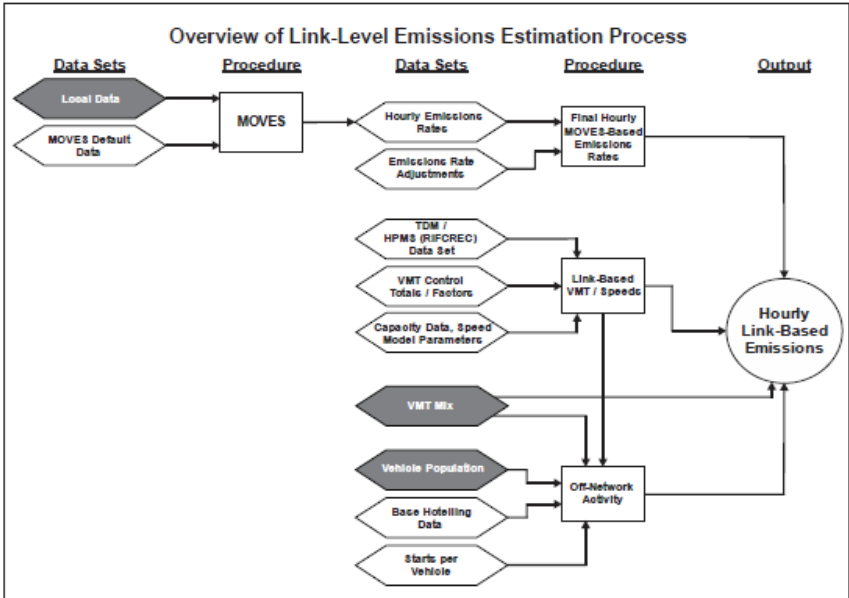 Overview of Link-Level Emissions Estimation Process
Data Sets
Procedure
Data Sets
Procedure
Output
Local Data
MOVES Default
Data
MOVES
Hourly Emissions
Rates
Emissions Rate
Adjustments
Final Hourly
MOVES-Based
Emissions
Rates
TDM /
HPMS (RIFCREC)
Data Set
VMT Control
Totals / Factors
Capacity Data, Speed
Model Parameters
Link-Based
VMT / Speeds
Hourly
Link-Based
Emissions
VMT Mix
Vehicle Population
Base Hotelling
Data
Starts per
Vehicle
Off-Network
Activity